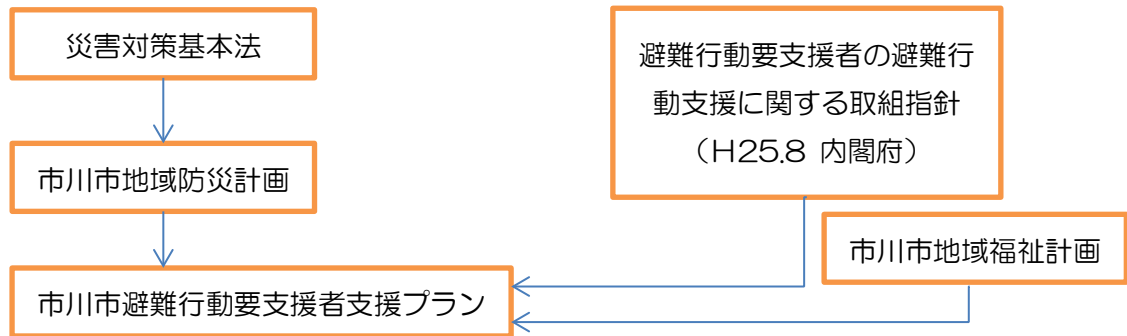 災害対策基本法
避難行動要支援者の避難行
動支援に関する取組指針
（H25.8 内閣府）
市川市地域防災計画
市川市地域福祉計画
市川市避難行動要支援者支援プラン